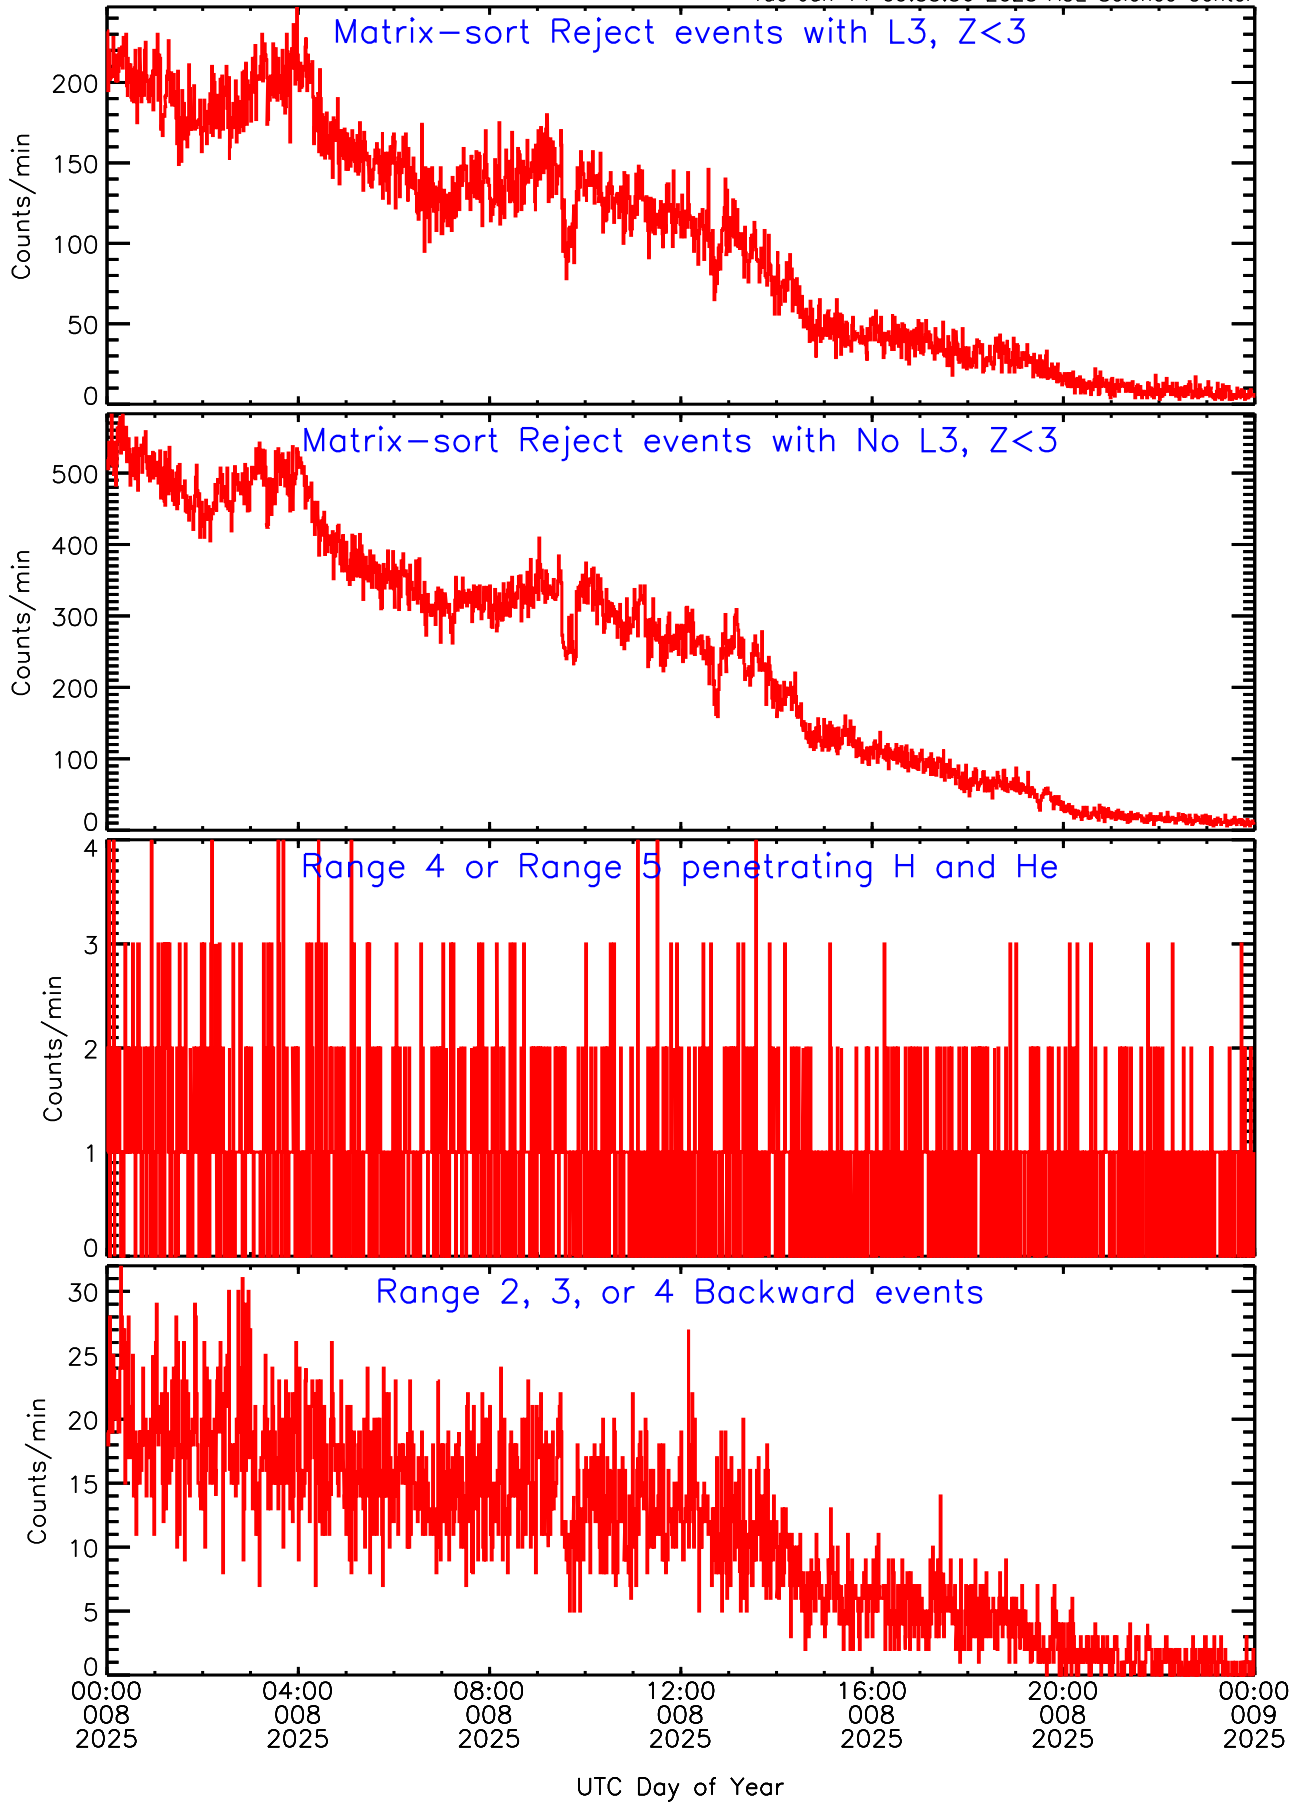 Matrix-sort Reject events with L3, Z<3
200
150
100
50
0
Counts/min
Matrix-sort Reject events with No L3, Z<3
500
400
300
200
100
0
Counts/min
Range 4 or Range 5 penetrating H and He
4
3
2
1
0
Counts/min
Range 2, 3, or 4 Backward events
30
25
20
15
10
5
0
Counts/min
00:00 04:00 08:00 12:00 16:00 20:00 00:00
008 008 008 008 008 008 009
2025 2025 2025 2025 2025 2025 2025
UTC Day of Year